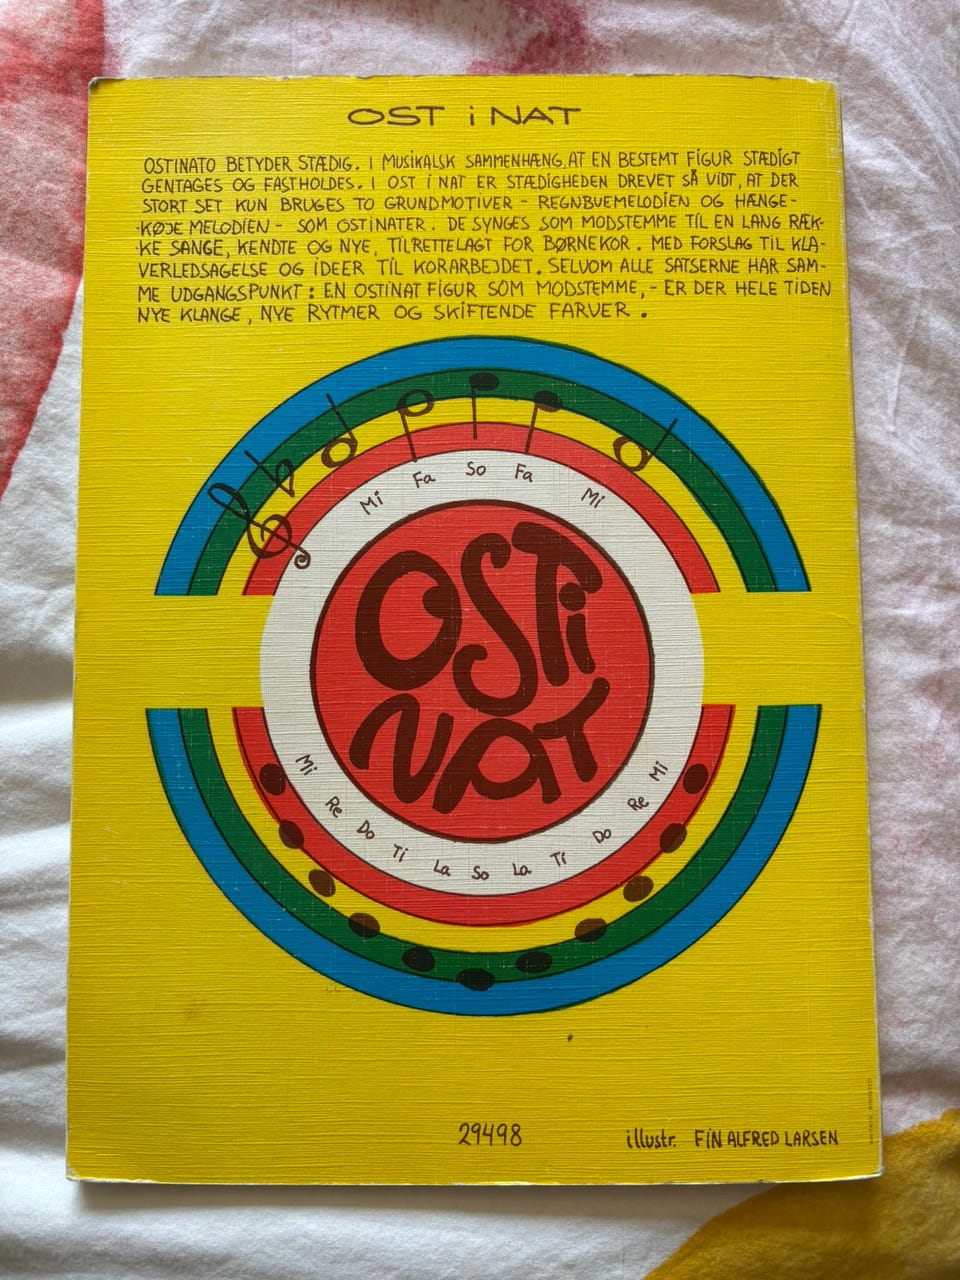 OST i NAT
OSTINATO BETYDER STÆDIG. I MUSIKALSK SAMMENHÆNG, AT EN BESTEMT FIGUR STÆDIGT
GENTAGES OG FASTHOLDES. I OST i NAT ER STÆDIGHEDEN DREVET SÅ VIDT, AT DER
STORT SET KUN BRUGES TO GRUNDMOTIVER - REGNBUEMELODIEN OG HÆNGE-
KØJEMELODIEN - SOM OSTINATER. DE SYNGES SOM MODSTEMME TIL EN LANG RÆK-
KE SANGE, KENDTE OG NYE, TILRETTELAGT FOR BØRNEKOR. MED FORSLAG TIL KLA-
VERLEDSAGELSE OG IDEER TIL KORARBEJDET. SELVOM ALLE SATSERNE HAR SAM-
ME UDGANGSPUNKT: EN OSTINAT FIGUR SOM MODSTEMME, - ER DER HELE TIDEN
NYE KLANGE, NYE RYTMER OG SKIFTENDE FARVER.
Mi Fa So Fa Mi
OSTi
NAT
Mi Re Do Ti La So La Ti Do Re Mi
29498
illustr. FIN ALFRED LARSEN